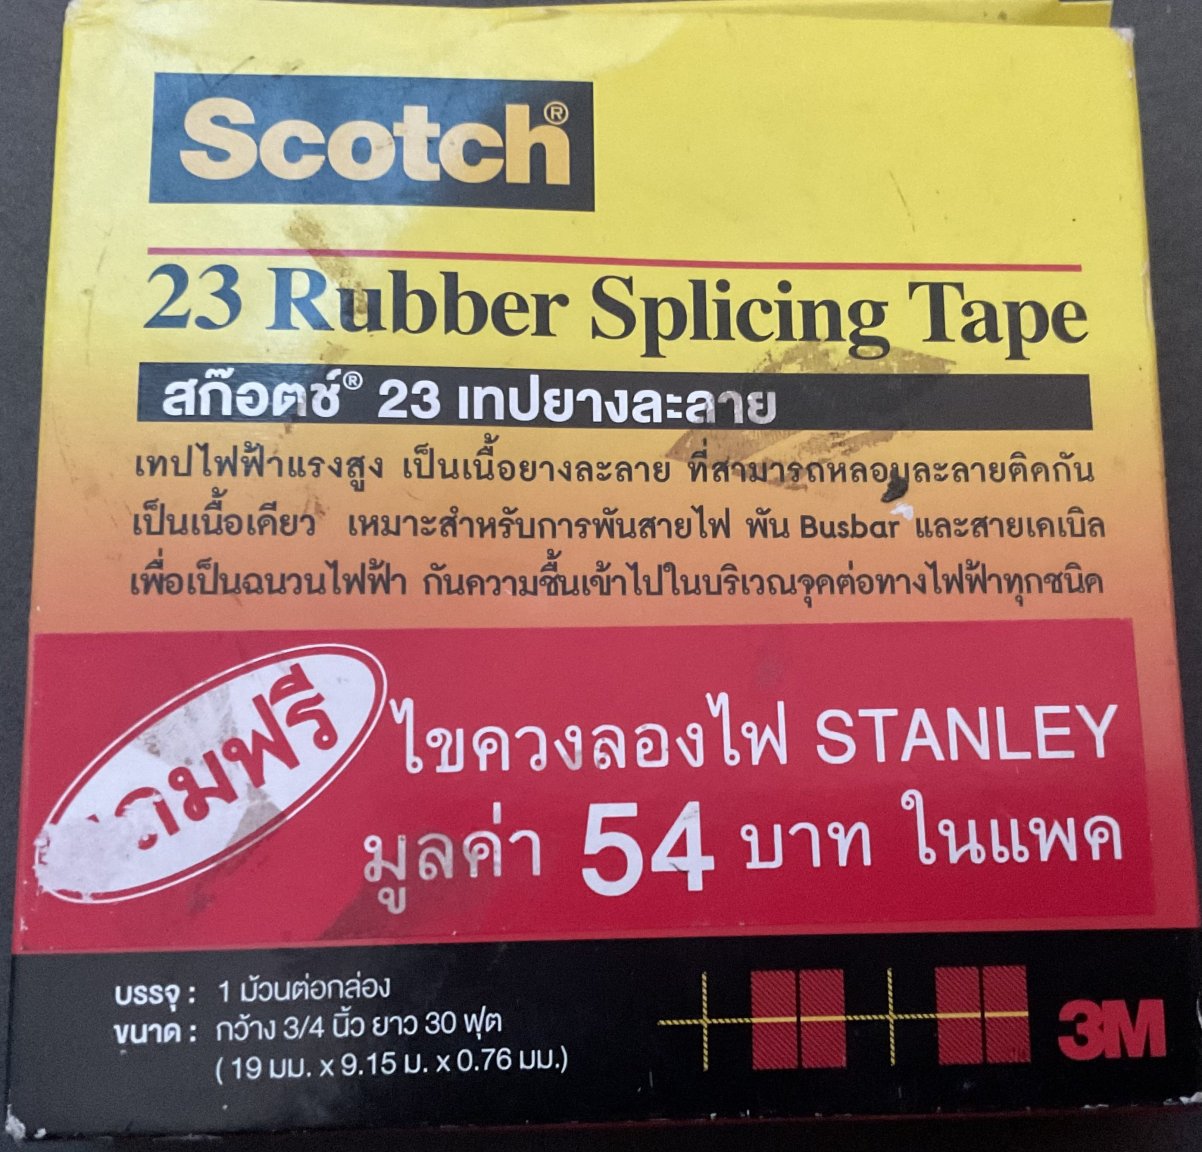 Scotch®
23 Rubber Splicing Tape
สก๊อตช์® 23 เทปยางละลาย
เทปไฟฟ้าแรงสูง เป็นเนื้อยางละลาย ที่สามารถหลอมละลายติดกัน
เป็นเนื้อเดียว เหมาะสำหรับการพันสายไฟ พัน Busbar และสายเคเบิล
เพื่อเป็นฉนวนไฟฟ้า กันความชื้นเข้าไปในบริเวณจุดต่อทางไฟฟ้าทุกชนิด
แถมฟรี
ไขควงลองไฟ STANLEY
มูลค่า 54 บาท ในแพค
บรรจุ : 1 ม้วนต่อกล่อง
ขนาด : กว้าง 3/4 นิ้ว ยาว 30 ฟุต
( 19 มม. x 9.15 ม. x 0.76 มม.)
3M